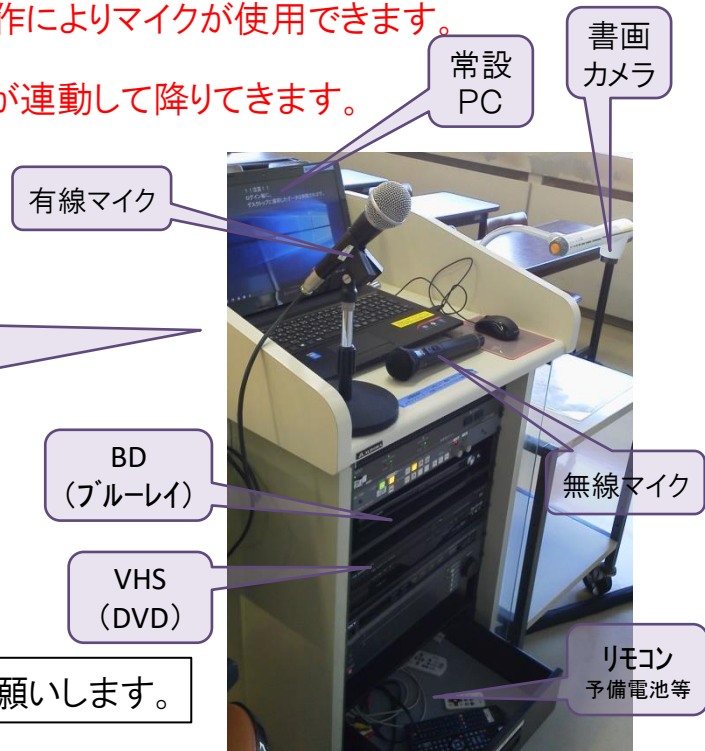 作によりマイクが使用できます。
書画
カメラ
常設
PC
が連動して降りてきます。
有線マイク
BD
（ブルーレイ）
無線マイク
VHS
（DVD）
リモコン
予備電池等
願いします。